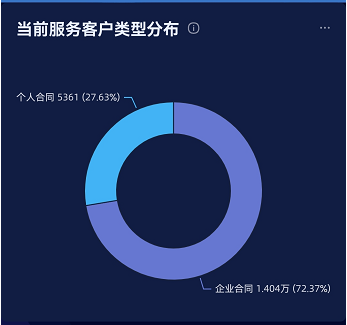 当前服务客户类型分布
个人合同 5361 (27.63%)
企业合同 1.404万 (72.37%)